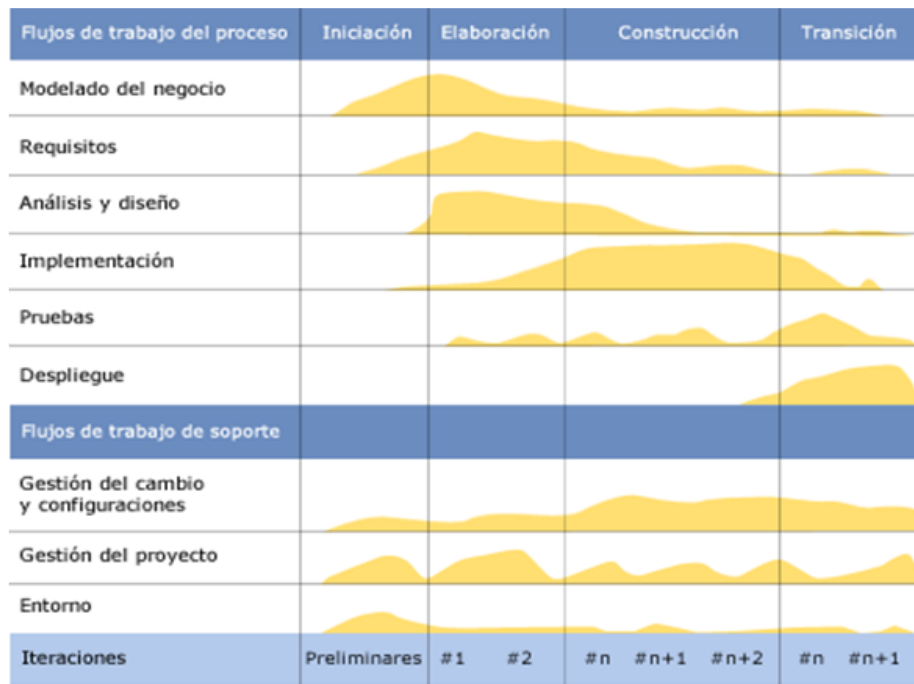 Flujos de trabajo del proceso Iniciación Elaboración Construcción Transición
Modelado del negocio
Requisitos
Análisis y diseño
Implementación
Pruebas
Despliegue
Flujos de trabajo de soporte
Gestión del cambio
y configuraciones
Gestión del proyecto
Entorno
Iteraciones Preliminares #1 #2 #n #n+1 #n+2 #n #n+1